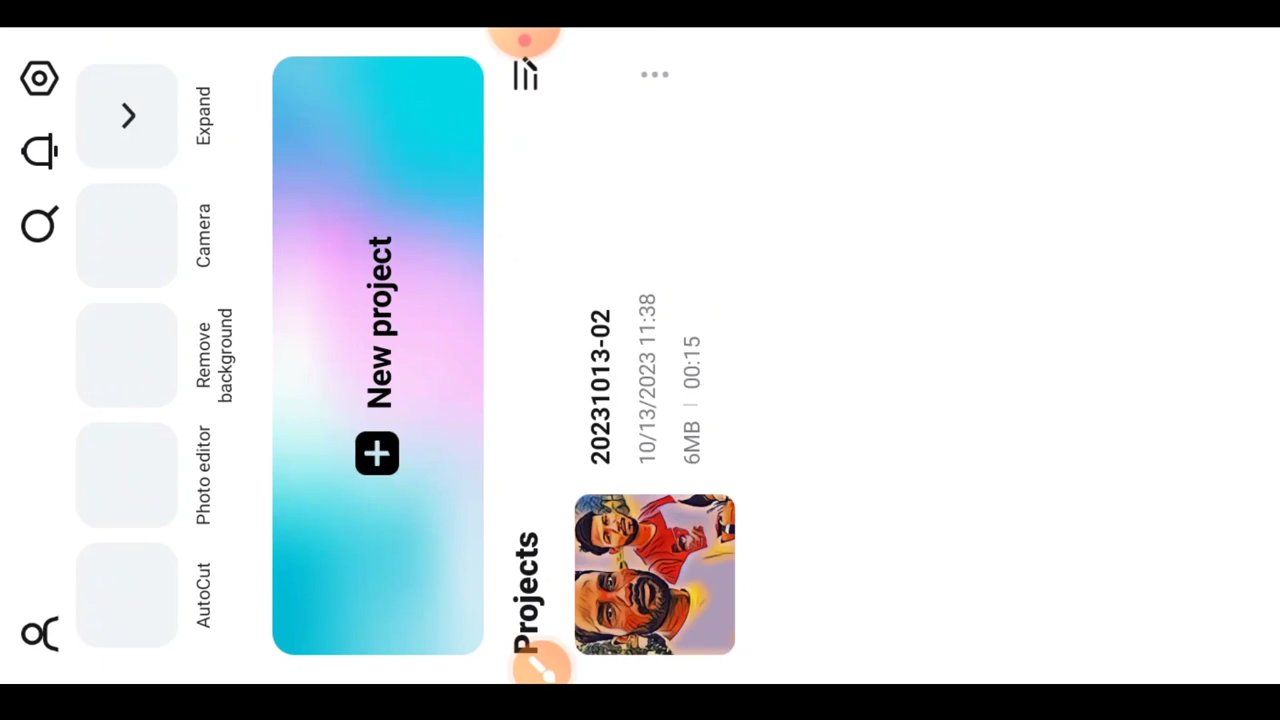 AutoCut
Photo editor
Remove
background
Camera
Expand
New project
Projects
20231013-02
10/13/2023 11:38
6MB | 00:15